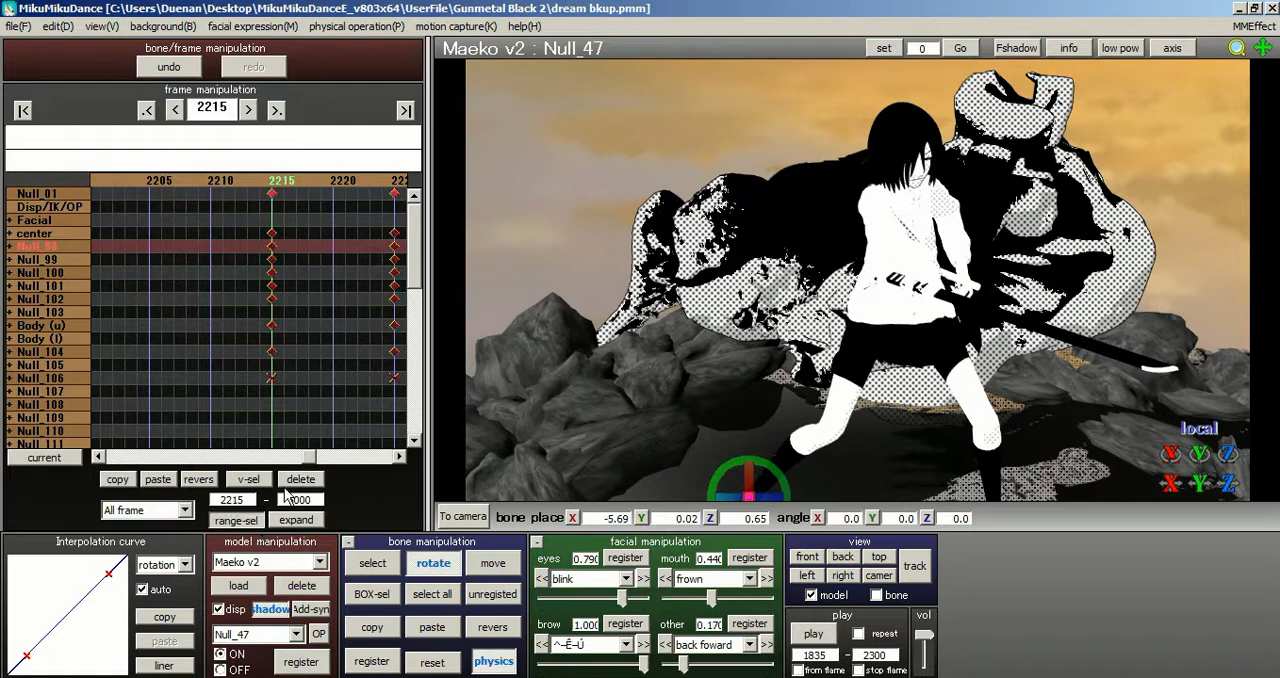 MikuMikuDance [C:\Users\Duenan\Desktop\MikuMikuDanceE_v803x64\UserFile\Gunmetal Black 2\dream bkup.pmm]
file(F) edit(D) view(V) background(B) facial expression(M) physical operation(P) motion capture(K) help(H) MMEffect
bone/frame manipulation
undo redo
frame manipulation
|< .< < 2215 > >. >|
2205 2210 2215 2220
Null_01
Disp/IK/OP
+ Facial
+ center
+ Null_98
+ Null_99
+ Null_100
+ Null_101
+ Null_102
+ Null_103
+ Body (u)
+ Body (l)
+ Null_104
+ Null_105
+ Null_106
+ Null_107
+ Null_108
+ Null_109
+ Null_110
+ Null_111
current
copy paste revers v-sel delete
All frame 2215 -
range-sel expand
Maeko v2 : Null_47 set 0 Go Fshadow info low pow axis
local
X Y Z
X Y Z
To camera bone place X -5.69 Y 0.02 Z 0.65 angle X 0.0 Y 0.0 Z 0.0
Interpolation curve
rotation
auto
copy
paste
liner
model manipulation
Maeko v2
load delete
disp shadow Add-syn
Null_47 OP
ON
OFF
register
- bone manipulation
select rotate move
BOX-sel select all unregisted
copy paste revers
register reset physics
- facial manipulation
eyes 0.790 register mouth 0.440 register
<< blink >> << frown >>
brow 1.000 register other 0.170 register
<< ^-Ê-Ú >> << back foward >>
view
front back top track
left right camer
model bone
play
play repeat
1835 - 2300
from flame stop flame
vol